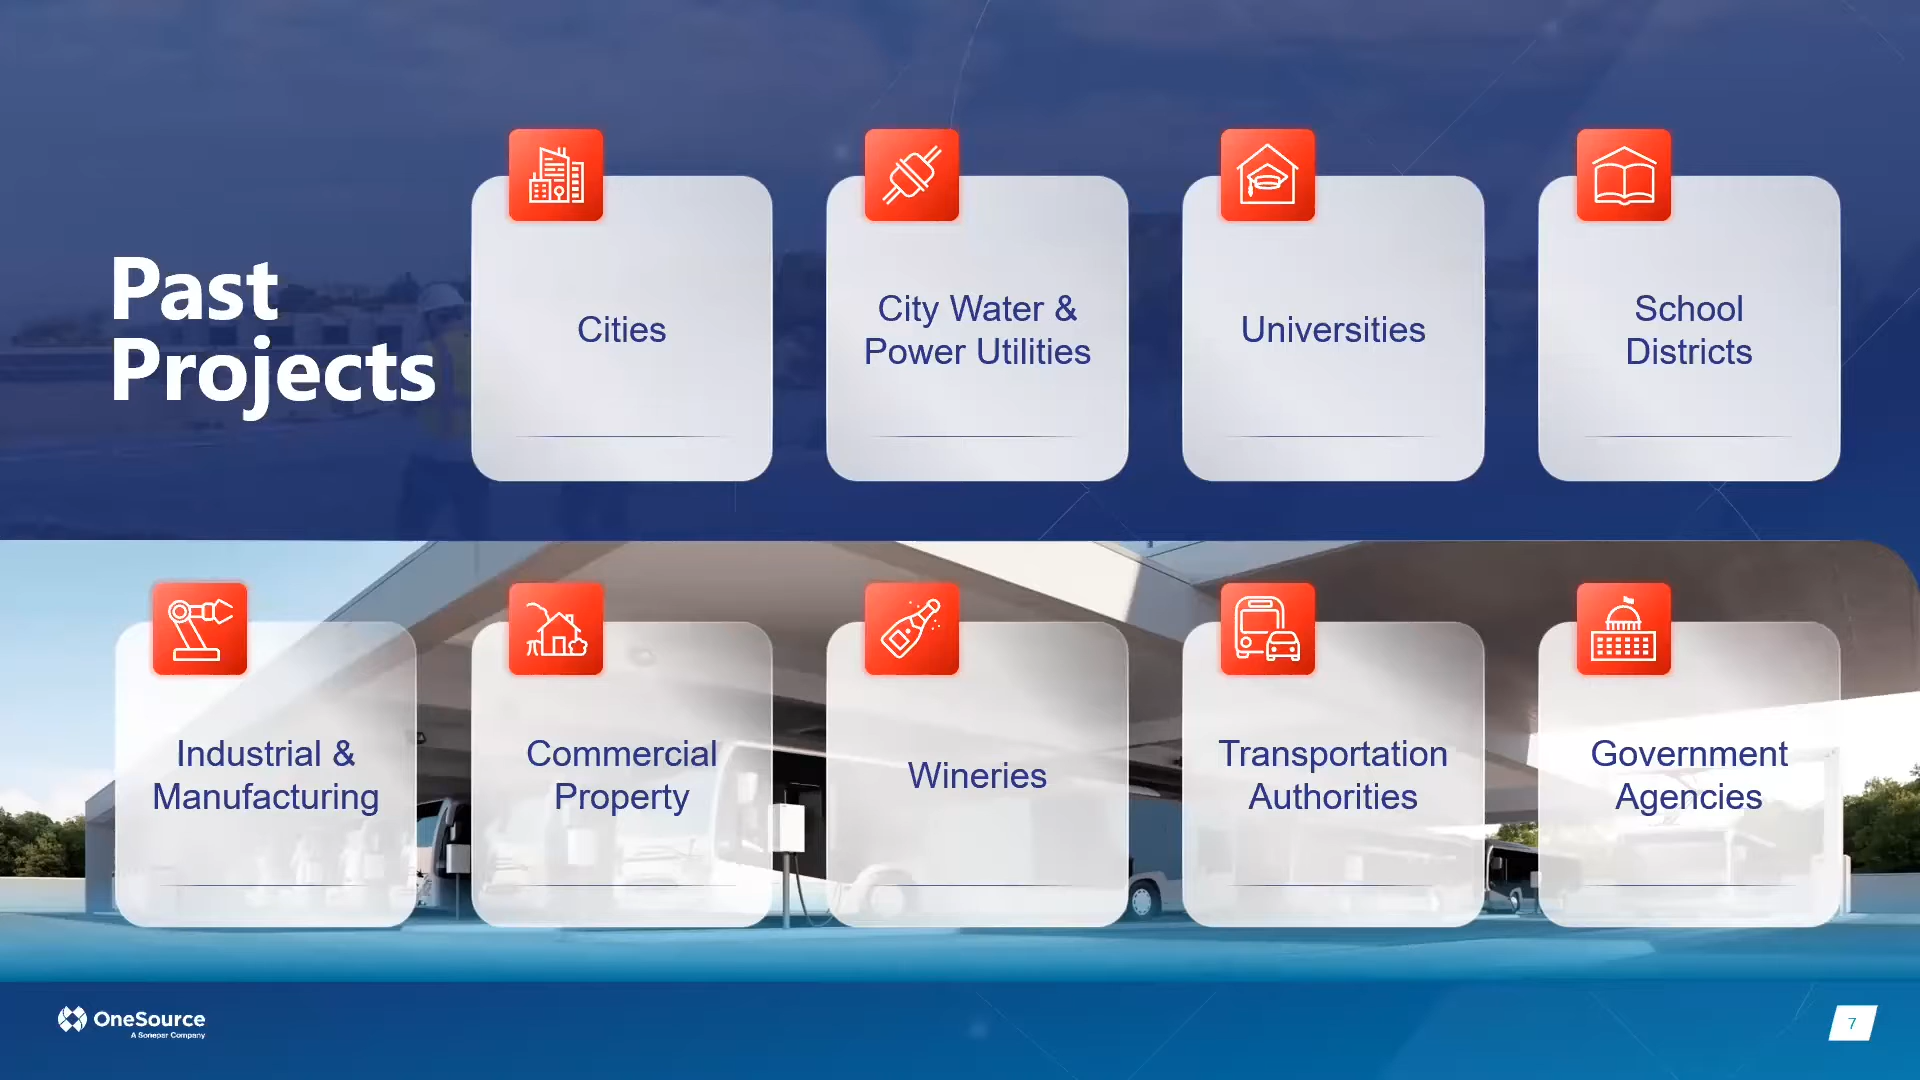 Past
Projects
Cities
City Water &
Power Utilities
Universities
School
Districts
Industrial &
Manufacturing
Commercial
Property
Wineries
Transportation
Authorities
Government
Agencies
OneSource
A Sonepar Company
7